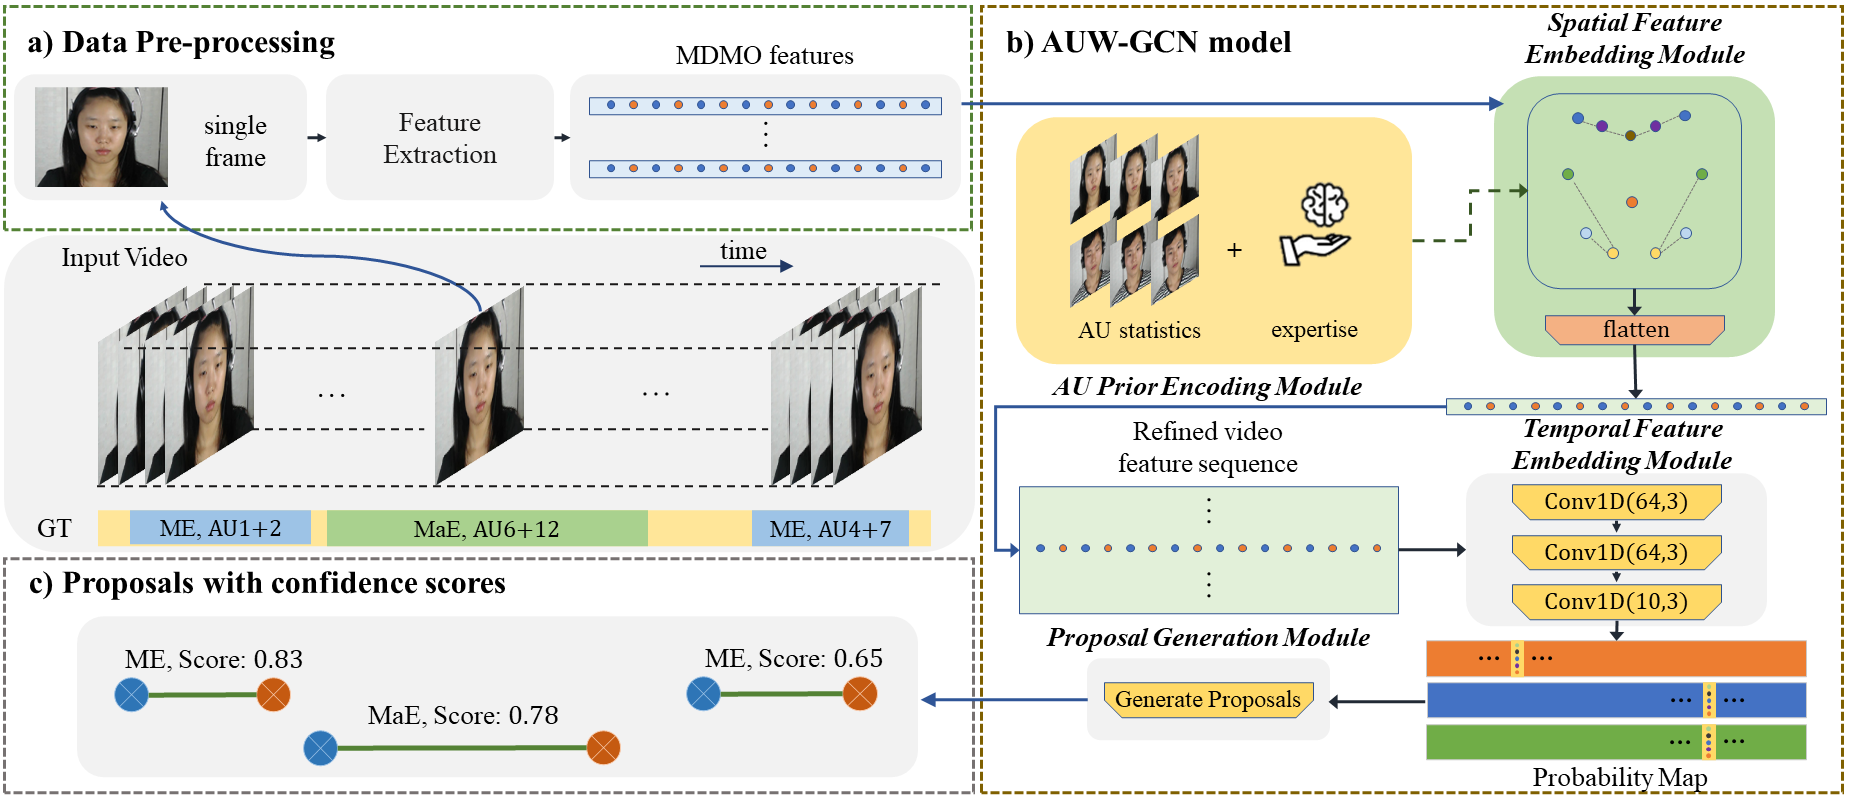 a) Data Pre-processing
MDMO features
single
frame
Feature
Extraction
Input Video
time
GT
ME, AU1+2
MaE, AU6+12
ME, AU4+7
b) AUW-GCN model
Spatial Feature
Embedding Module
+
AU statistics
expertise
flatten
AU Prior Encoding Module
Refined video
feature sequence
Temporal Feature
Embedding Module
Conv1D(64,3)
Conv1D(64,3)
Conv1D(10,3)
Proposal Generation Module
Generate Proposals
Probability Map
c) Proposals with confidence scores
ME, Score: 0.83
ME, Score: 0.65
MaE, Score: 0.78